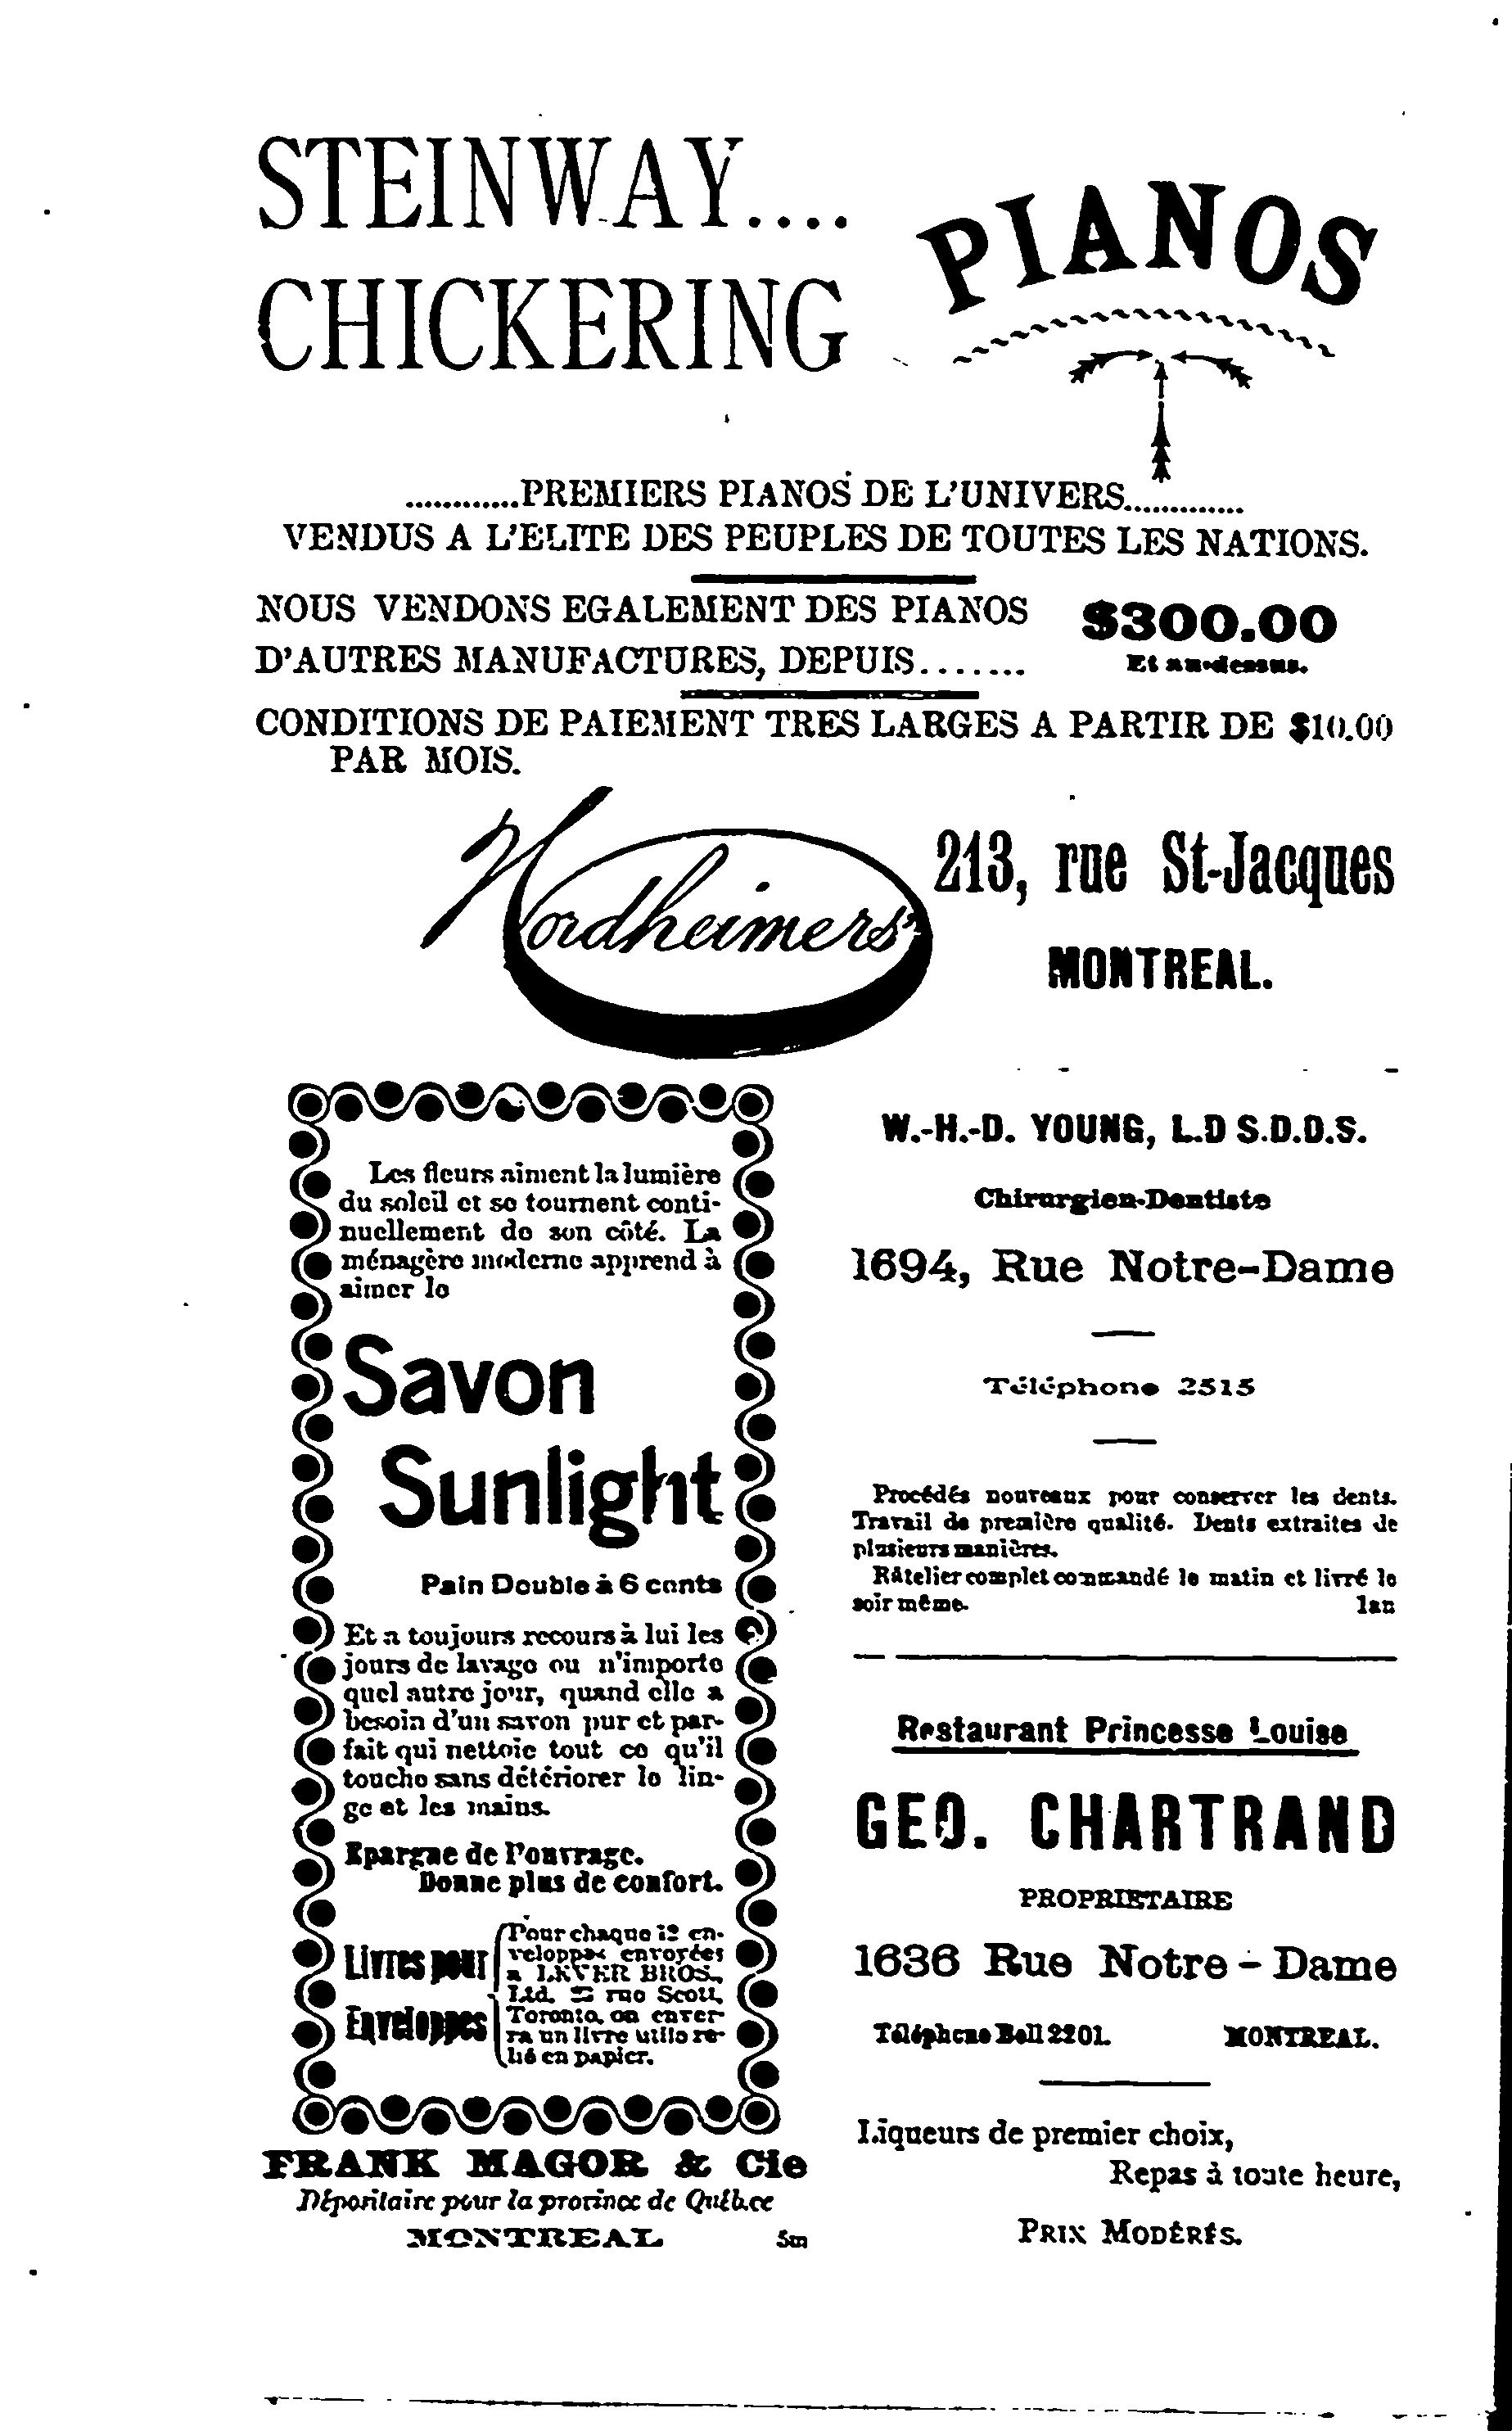 STEINWAY....
CHICKERING
PIANOS
............PREMIERS PIANOS DE L'UNIVERS.............
VENDUS A L'ELITE DES PEUPLES DE TOUTES LES NATIONS.
NOUS VENDONS EGALEMENT DES PIANOS
D'AUTRES MANUFACTURES, DEPUIS.......
$300.00
Et au-dessus.
CONDITIONS DE PAIEMENT TRES LARGES A PARTIR DE $10.00
PAR MOIS.
Nordheimers'
213, rue St-Jacques
MONTREAL.
Les fleurs aiment la lumière
du soleil et se tournent conti-
nuellement de son côté. La
ménagère moderne apprend à
aimer le
Savon
Sunlight
Pain Double à 6 cents
Et a toujours recours à lui les
jours de lavage ou n'importe
quel autre jour, quand elle a
besoin d'un savon pur et par-
fait qui nettoie tout ce qu'il
touche sans détériorer le lin-
ge et les mains.
Epargne de l'ouvrage.
Donne plus de confort.
Livres pour
Enveloppes
Pour chaque 12 en-
veloppes envoyées
a LEVER BROS.,
Ltd. rue Scott,
Toronto, on enver-
ra un livre utile re-
lié en papier.
FRANK MAGOR & Cie
Dépositaire pour la province de Québec
MONTREAL 5m
W.-H.-D. YOUNG, L.D S.D.D.S.
Chirurgien-Dentiste
1694, Rue Notre-Dame
Téléphone 2515
Procédés nouveaux pour conserver les dents.
Travail de première qualité. Dents extraites de
plusieurs manières.
Râtelier complet commandé le matin et livré le
soir même. 1an
Restaurant Princesse Louise
GEO. CHARTRAND
PROPRIETAIRE
1636 Rue Notre-Dame
Téléphone Bell 2201. MONTREAL.
Liqueurs de premier choix,
Repas à toute heure,
PRIX MODÉRÉS.